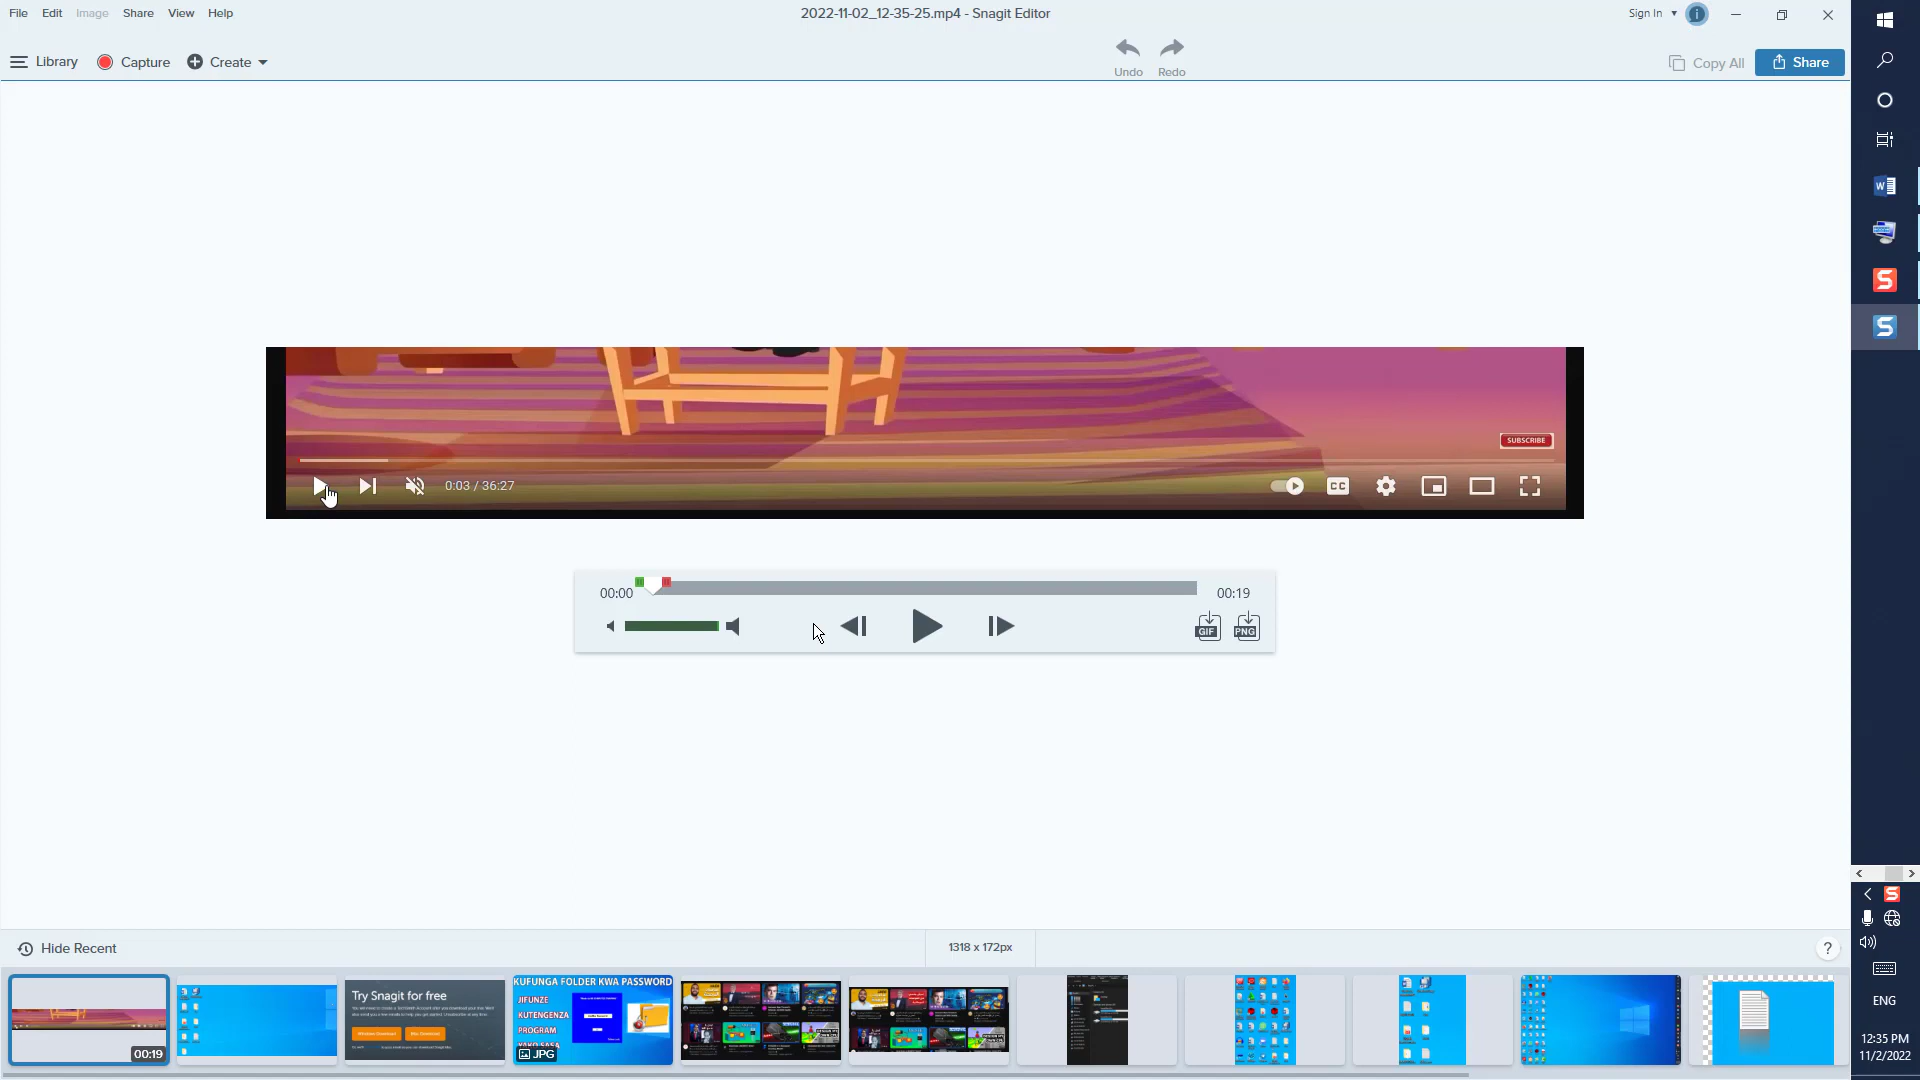 File Edit Image Share View Help
2022-11-02_12-35-25.mp4 - Snagit Editor
Sign In
Library Capture Create
Undo Redo
Copy All Share
SUBSCRIBE
0:03 / 36:27
CC
00:00
00:19
GIF PNG
Hide Recent
1318 x 172px
?
00:19
Try Snagit for free
KUFUNGA FOLDER KWA PASSWORD
JIFUNZE
KUTENGENZA
PROGRAM
YAKO SASA
JPG
ENG
12:35 PM
11/2/2022